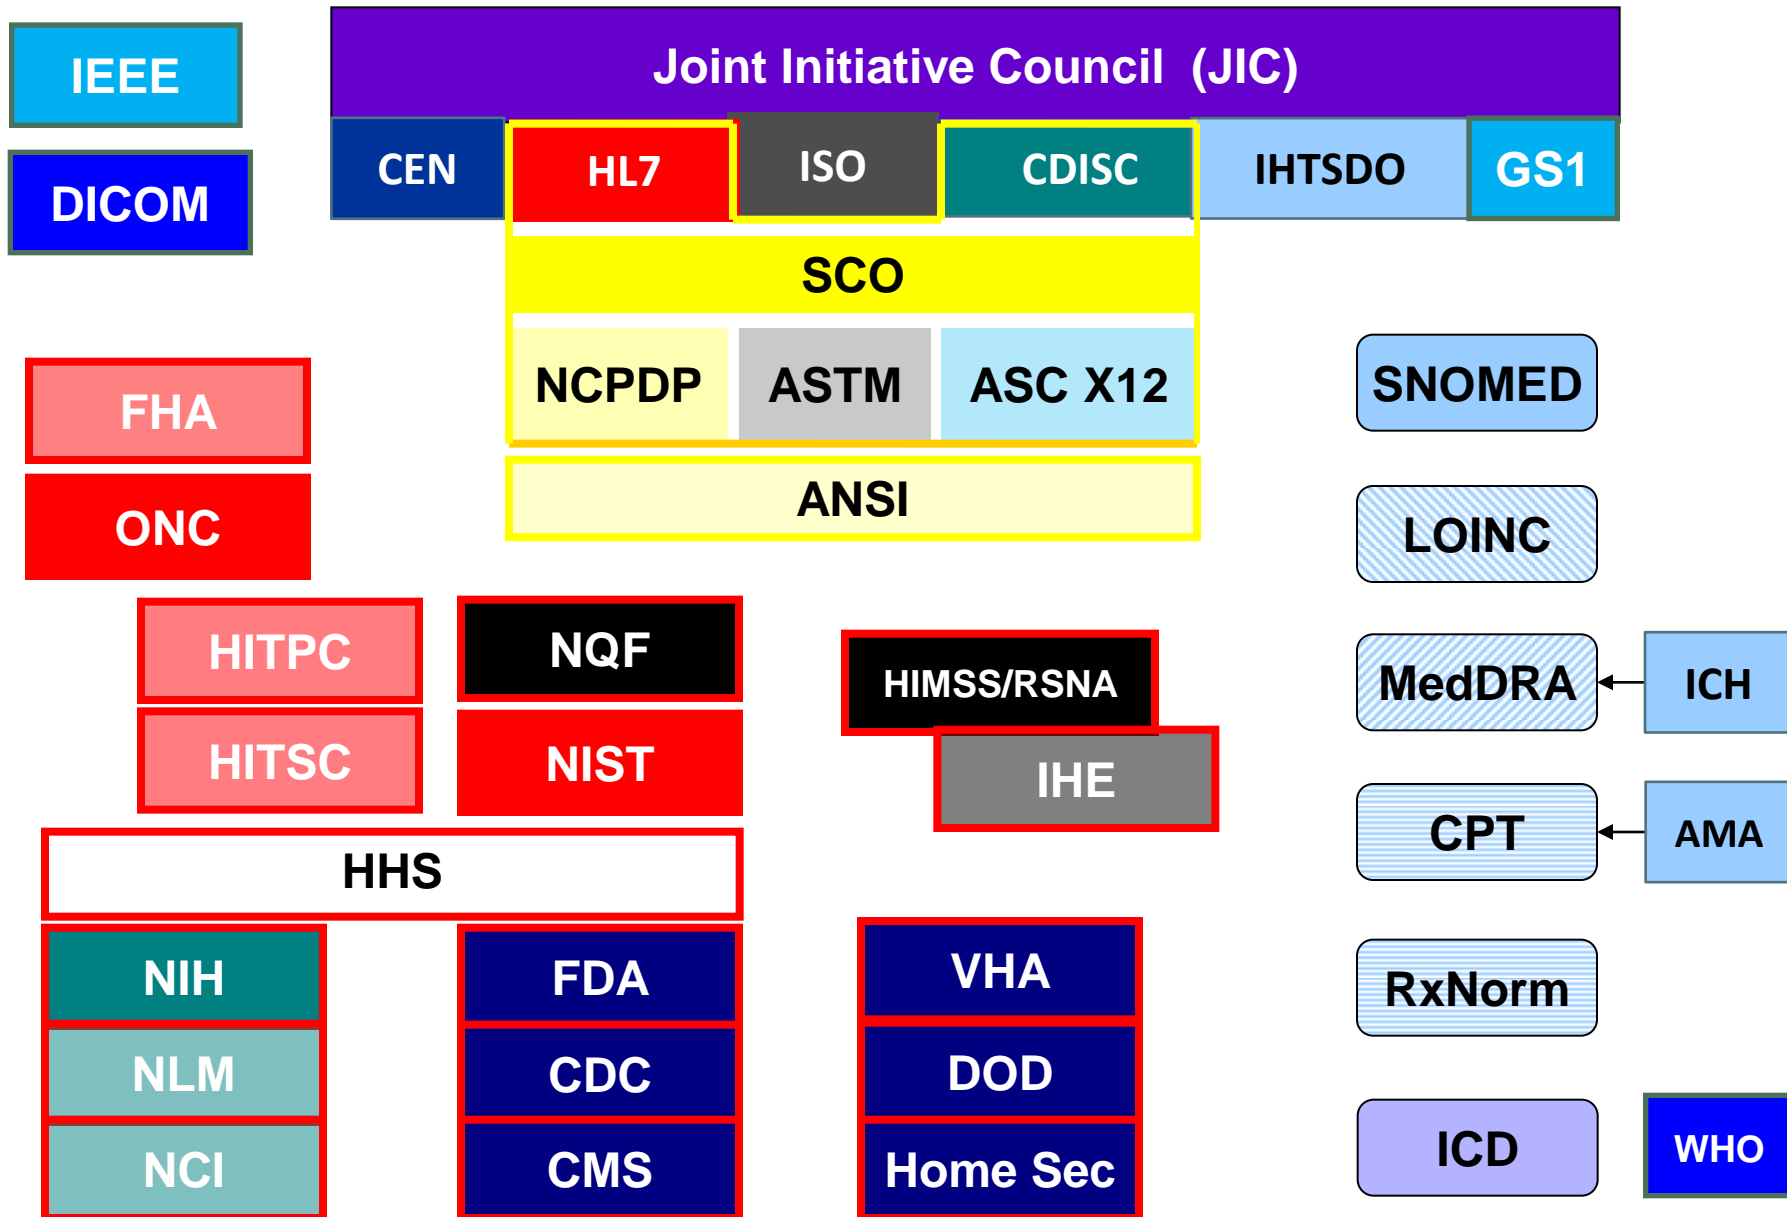 IEEE
Joint Initiative Council (JIC)
CEN
HL7
ISO
CDISC
IHTSDO
GS1
DICOM
SCO
NCPDP
ASTM
ASC X12
SNOMED
FHA
ANSI
LOINC
ONC
HITPC
NQF
HIMSS/RSNA
MedDRA
ICH
HITSC
NIST
IHE
CPT
AMA
HHS
NIH
FDA
VHA
RxNorm
NLM
CDC
DOD
NCI
CMS
Home Sec
ICD
WHO